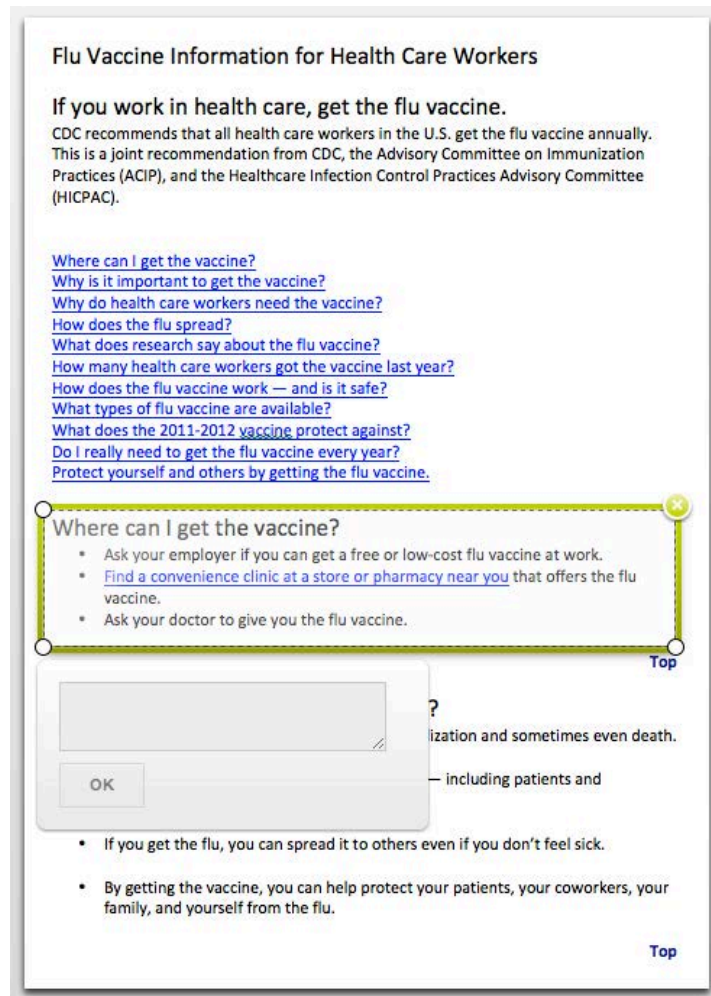 Flu Vaccine Information for Health Care Workers
If you work in health care, get the flu vaccine.
CDC recommends that all health care workers in the U.S. get the flu vaccine annually.
This is a joint recommendation from CDC, the Advisory Committee on Immunization
Practices (ACIP), and the Healthcare Infection Control Practices Advisory Committee
(HICPAC).
Where can I get the vaccine?
Why is it important to get the vaccine?
Why do health care workers need the vaccine?
How does the flu spread?
What does research say about the flu vaccine?
How many health care workers got the vaccine last year?
How does the flu vaccine work — and is it safe?
What types of flu vaccine are available?
What does the 2011-2012 vaccine protect against?
Do I really need to get the flu vaccine every year?
Protect yourself and others by getting the flu vaccine.
Where can I get the vaccine?
• Ask your employer if you can get a free or low-cost flu vaccine at work.
• Find a convenience clinic at a store or pharmacy near you that offers the flu
vaccine.
• Ask your doctor to give you the flu vaccine.
Top
?
ization and sometimes even death.
— including patients and
OK
• If you get the flu, you can spread it to others even if you don't feel sick.
• By getting the vaccine, you can help protect your patients, your coworkers, your
family, and yourself from the flu.
Top